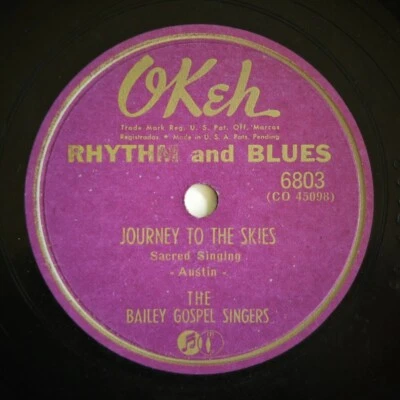 OKeh
Trade Mark Reg. U. S. Pat. Off. Marcas
Registradas • Made in U. S. A. Pats. Pending
RHYTHM and BLUES
6803
(CO 45098)
JOURNEY TO THE SKIES
Sacred Singing
- Austin -
THE
BAILEY GOSPEL SINGERS